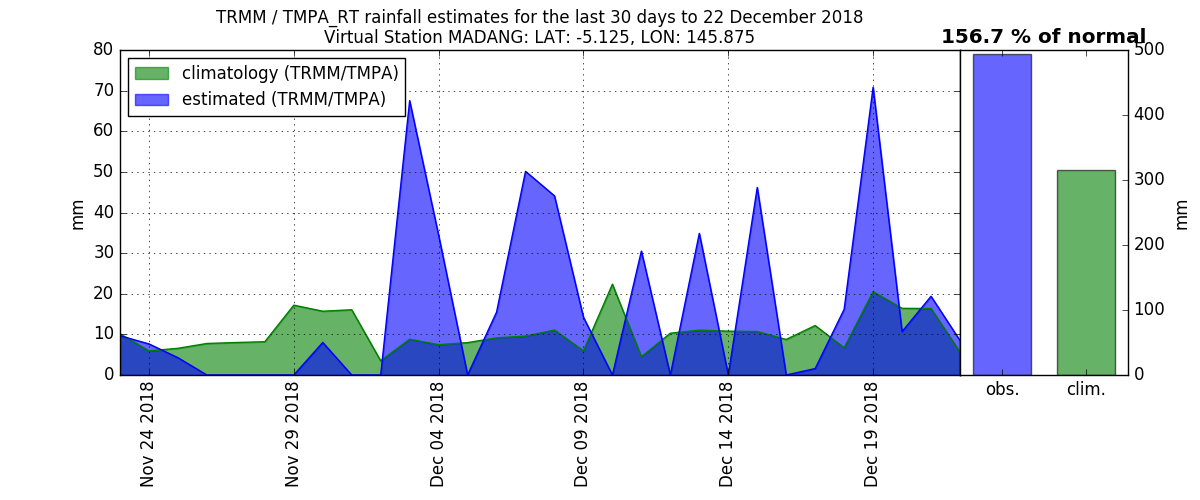 TRMM / TMPA_RT rainfall estimates for the last 30 days to 22 December 2018
Virtual Station MADANG: LAT: -5.125, LON: 145.875
156.7 % of normal
climatology (TRMM/TMPA)
estimated (TRMM/TMPA)
mm
80
70
60
50
40
30
20
10
0
Nov 24 2018
Nov 29 2018
Dec 04 2018
Dec 09 2018
Dec 14 2018
Dec 19 2018
obs.
clim.
500
400
300
200
100
0
mm